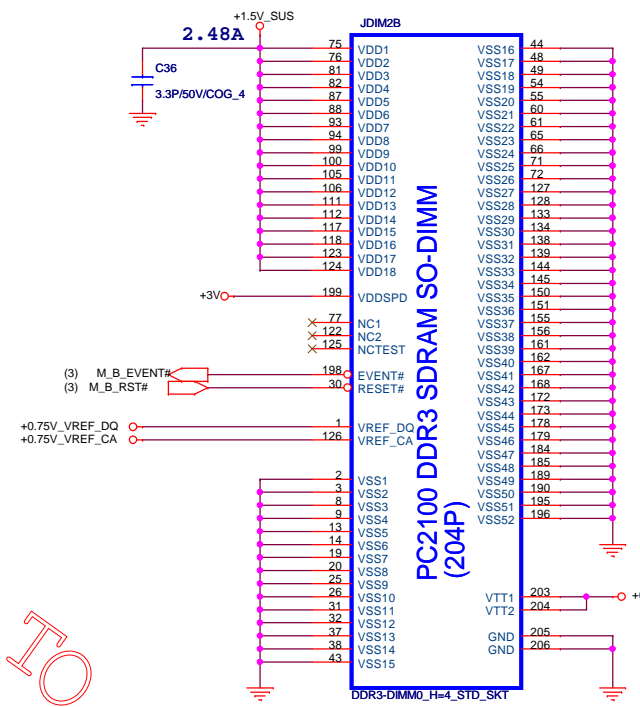 +1.5V_SUS
2.48A
C36
3.3P/50V/COG_4
JDIM2B
75 VDD1 VSS16 44
76 VDD2 VSS17 48
81 VDD3 VSS18 49
82 VDD4 VSS19 54
87 VDD5 VSS20 55
88 VDD6 VSS21 60
93 VDD7 VSS22 61
94 VDD8 VSS23 65
99 VDD9 VSS24 66
100 VDD10 VSS25 71
105 VDD11 VSS26 72
106 VDD12 VSS27 127
111 VDD13 VSS28 128
112 VDD14 VSS29 133
117 VDD15 VSS30 134
118 VDD16 VSS31 138
123 VDD17 VSS32 139
124 VDD18 VSS33 144
VSS34 145
+3V 199 VDDSPD VSS35 150
VSS36 151
77 NC1 VSS37 155
122 NC2 VSS38 156
125 NCTEST VSS39 161
VSS40 162
(3) M_B_EVENT# 198 EVENT# VSS41 167
(3) M_B_RST# 30 RESET# VSS42 168
VSS43 172
VSS44 173
+0.75V_VREF_DQ 1 VREF_DQ VSS45 178
+0.75V_VREF_CA 126 VREF_CA VSS46 179
VSS47 184
VSS48 185
2 VSS1 VSS49 189
3 VSS2 VSS50 190
8 VSS3 VSS51 195
9 VSS4 VSS52 196
13 VSS5
14 VSS6
19 VSS7
20 VSS8
25 VSS9
26 VSS10 VTT1 203
31 VSS11 VTT2 204
32 VSS12
37 VSS13 GND 205
38 VSS14 GND 206
43 VSS15
PC2100 DDR3 SDRAM SO-DIMM
(204P)
DDR3-DIMM0_H=4_STD_SKT
TO